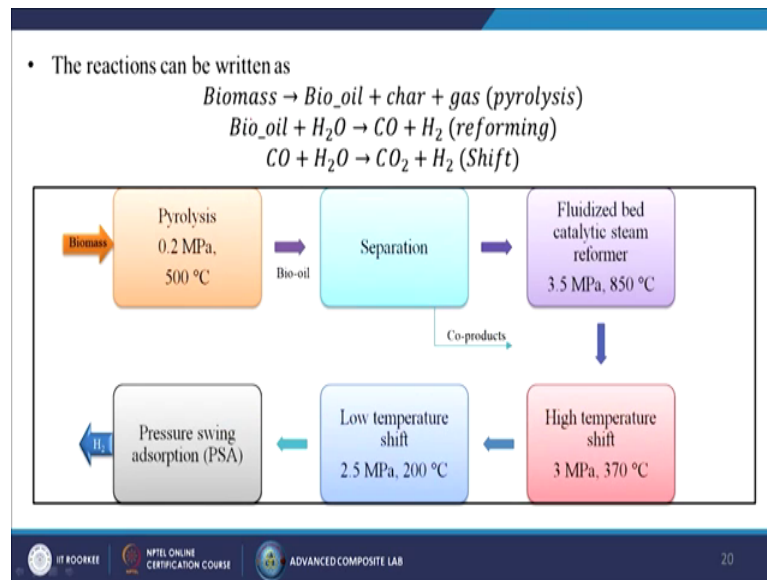 • The reactions can be written as
Biomass → Bio_oil + char + gas (pyrolysis)
Bio_oil + H₂O → CO + H₂ (reforming)
CO + H₂O → CO₂ + H₂ (Shift)
Biomass
Pyrolysis
0.2 MPa,
500 °C
Bio-oil
Separation
Co-products
Fluidized bed
catalytic steam
reformer
3.5 MPa, 850 °C
High temperature
shift
3 MPa, 370 °C
Low temperature
shift
2.5 MPa, 200 °C
Pressure swing
adsorption (PSA)
H₂
IIT ROORKEE
NPTEL ONLINE
CERTIFICATION COURSE
ADVANCED COMPOSITE LAB
20